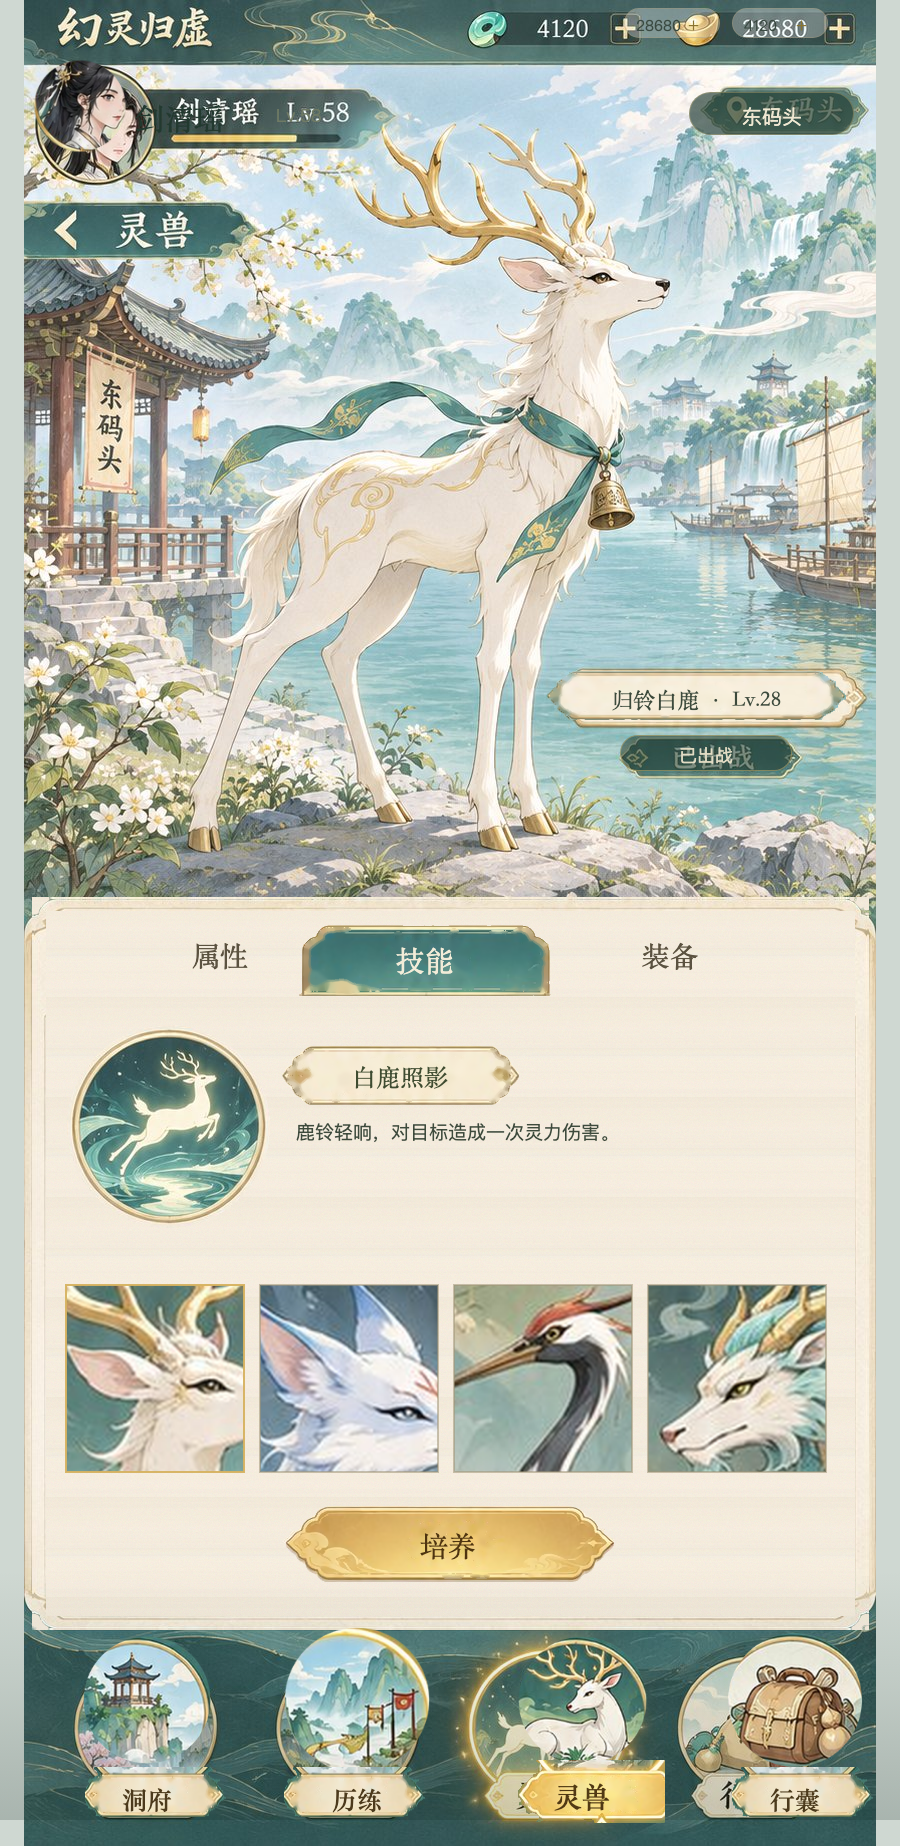 幻灵归虚
4120
28680
28680
剑清瑶 Lv.58
东码头
灵兽
东码头
归铃白鹿 · Lv.28
已出战
属性
技能
装备
白鹿照影
鹿铃轻响，对目标造成一次灵力伤害。
培养
洞府
历练
灵兽
行囊